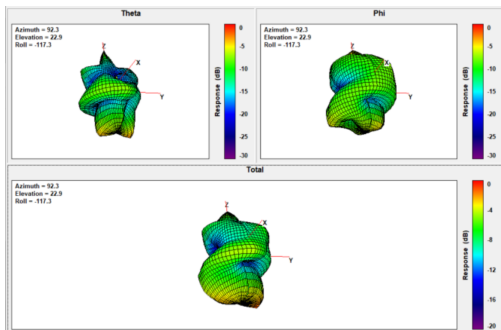 Theta
Azimuth = 92.3
Elevation = 22.9
Roll = -117.3
Z
X
Y
0
-5
-10
-15
-20
-25
-30
Response (dB)
Phi
Azimuth = 92.3
Elevation = 22.9
Roll = -117.3
Z
X
Y
0
-5
-10
-15
-20
-25
-30
Response (dB)
Total
Azimuth = 92.3
Elevation = 22.9
Roll = -117.3
Z
X
Y
0
-4
-8
-12
-16
-20
Response (dB)